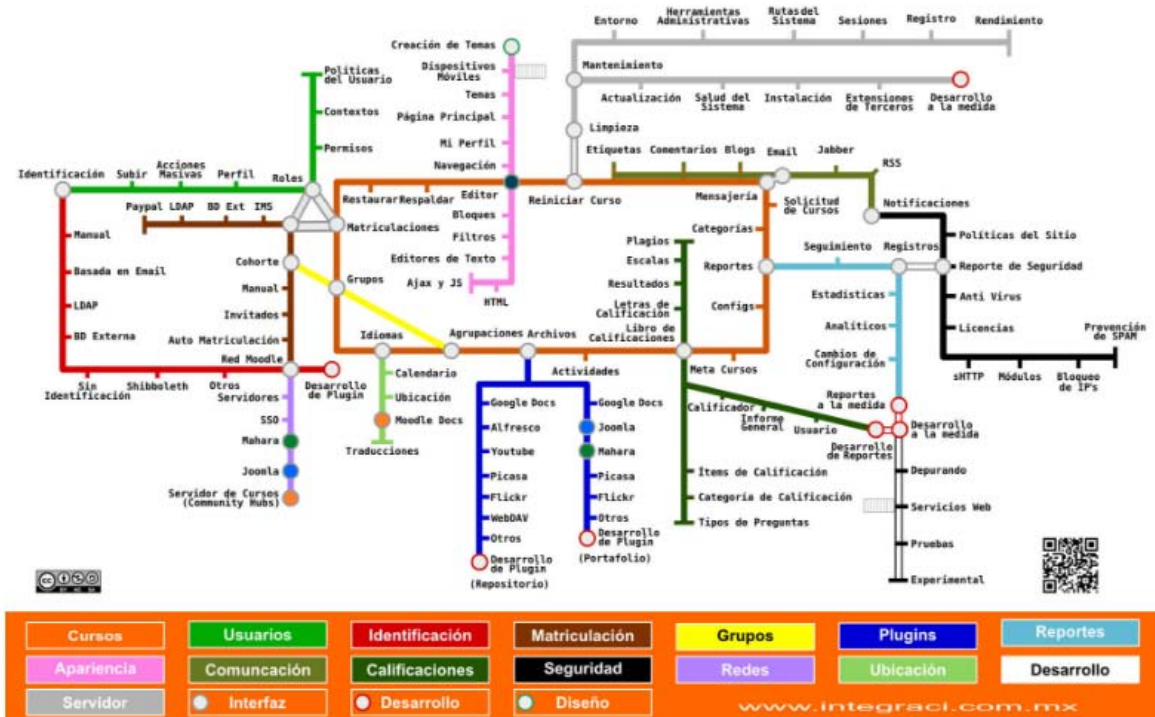 Herramientas Rutas del
Entorno Administrativas Sistema Sesiones Registro Rendimiento
Creación de Temas
Dispositivos
Móviles
Mantenimiento
Políticas
del Usuario
Temas
Actualización Salud del Instalación Extensiones Desarrollo
Sistema de Terceros a la medida
Contextos
Página Principal
Limpieza
Mi Perfil
Permisos
Etiquetas Comentarios Blogs Email Jabber RSS
Navegación
Identificación Subir Acciones Perfil Roles
Masivas
Restaurar Respaldar Editor Reiniciar Curso Mensajería Solicitud
de Cursos
Notificaciones
Paypal LDAP BD Ext IMS
Matriculaciones
Bloques
Categorías
Manual
Filtros
Plagios
Seguimiento Registros
Políticas del Sitio
Cohorte
Editores de Texto
Escalas
Reportes
Reporte de Seguridad
Basada en Email
Grupos
Ajax y JS
HTML
Resultados
Manual
Estadísticas
Anti Virus
LDAP
Invitados
Letras de
Calificación
Configs
Analíticos
Licencias
BD Externa
Auto Matriculación
Idiomas Agrupaciones Archivos Libro de
Calificaciones
Prevención
de SPAM
Red Moodle
Actividades
Meta Cursos
Cambios de
Configuración
Sin
Identificación
Shibboleth Otros Desarrollo
de Plugin
Calendario
sHTTP Módulos Bloqueo
de IPs
Servidores
Ubicación
Google Docs
Google Docs
Calificador Informe
General
Usuario
Reportes
a la medida
SSO
Moodle Docs
Alfresco
Joomla
Desarrollo
de Reportes
Desarrollo
a la medida
Mahara
Traducciones
Youtube
Mahara
Joomla
Picasa
Picasa
Ítems de Calificación
Depurando
Servidor de Cursos
(Community Hubs)
Flickr
Flickr
Categoría de Calificación
Servicios Web
WebDAV
Otros
Tipos de Preguntas
Otros
Desarrollo
de Plugin
(Portafolio)
Pruebas
Desarrollo
de Plugin
(Repositorio)
Experimental
cc
Cursos Usuarios Identificación Matriculación Grupos Plugins Reportes
Apariencia Comuncación Calificaciones Seguridad Redes Ubicación Desarrollo
Servidor Interfaz Desarrollo Diseño www.integraci.com.mx